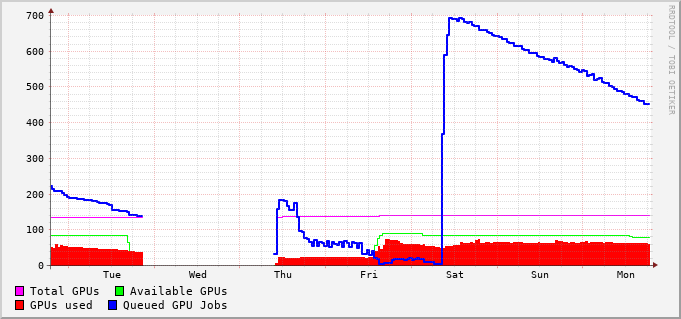 700
600
500
400
300
200
100
0
Tue Wed Thu Fri Sat Sun Mon
Total GPUs Available GPUs
GPUs used Queued GPU Jobs
RRDTOOL / TOBI OETIKER